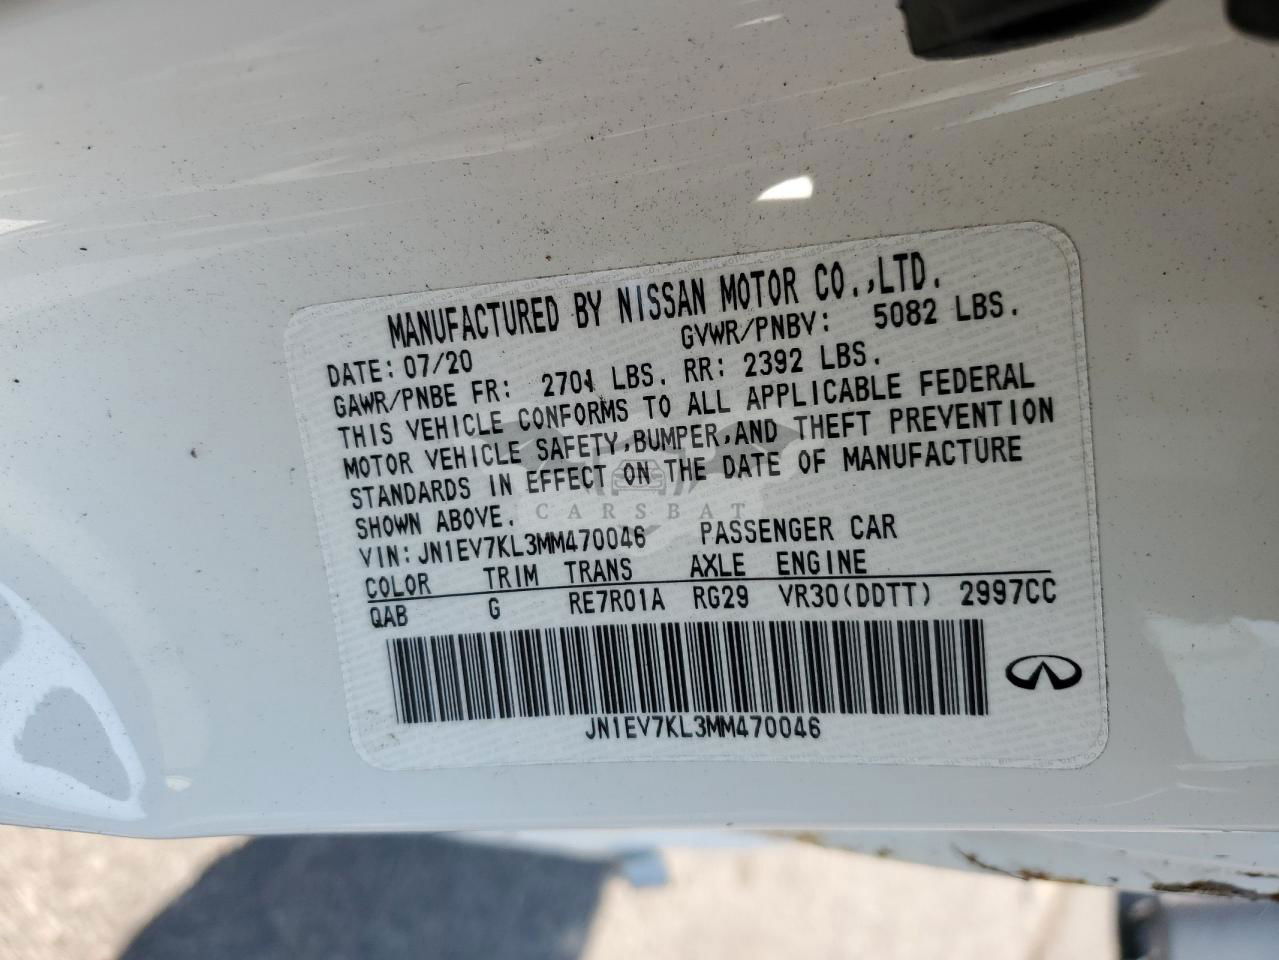 MANUFACTURED BY NISSAN MOTOR CO.,LTD.
DATE: 07/20 GVWR/PNBV: 5082 LBS.
GAWR/PNBE FR: 2701 LBS. RR: 2392 LBS.
THIS VEHICLE CONFORMS TO ALL APPLICABLE FEDERAL
MOTOR VEHICLE SAFETY,BUMPER,AND THEFT PREVENTION
STANDARDS IN EFFECT ON THE DATE OF MANUFACTURE
SHOWN ABOVE.
VIN: JN1EV7KL3MM470046 PASSENGER CAR
COLOR TRIM TRANS AXLE ENGINE
QAB G RE7R01A RG29 VR30(DDTT) 2997CC
JN1EV7KL3MM470046
CARSBAT